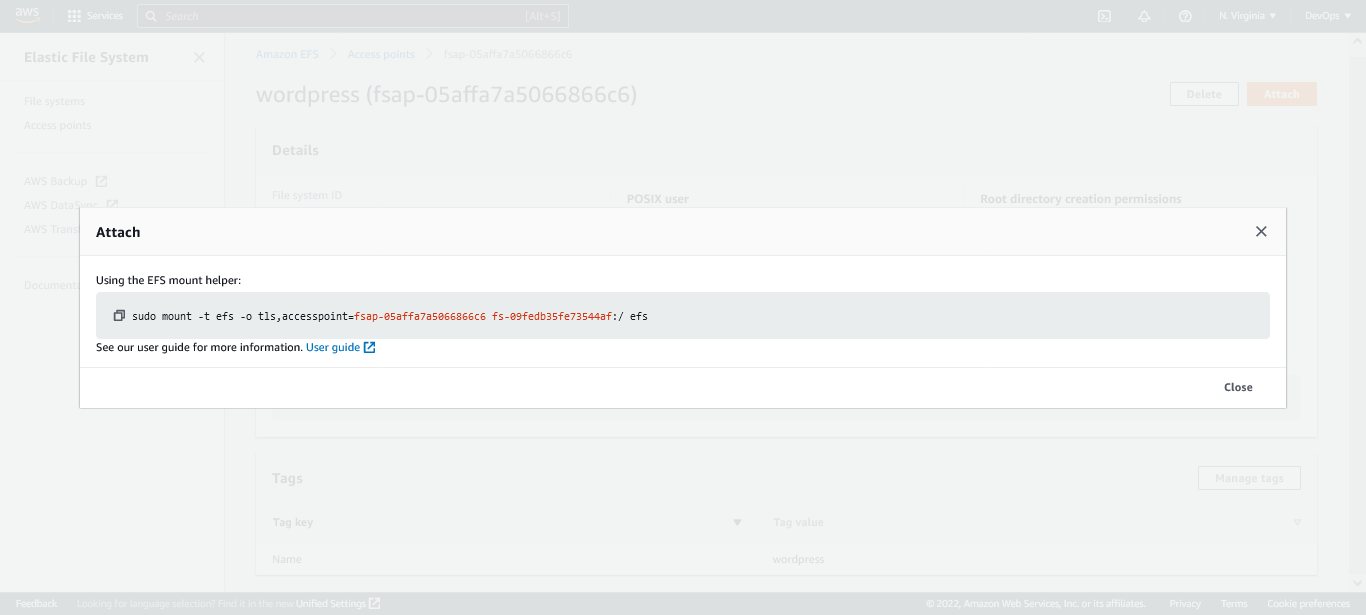 aws
Services
Search
[Alt+S]
N. Virginia
DevOps
Elastic File System
File systems
Access points
AWS Backup
AWS DataSync
AWS Transf
Documenta
Amazon EFS
Access points
fsap-05affa7a5066866c6
wordpress (fsap-05affa7a5066866c6)
Delete
Attach
Details
File system ID
POSIX user
Root directory creation permissions
Attach
Using the EFS mount helper:
sudo mount -t efs -o tls,accesspoint=fsap-05affa7a5066866c6 fs-09fedb35fe73544af:/ efs
See our user guide for more information. User guide
Close
Tags
Manage tags
Tag key
Tag value
Name
wordpress
Feedback
Looking for language selection? Find it in the new Unified Settings
© 2022, Amazon Web Services, Inc. or its affiliates.
Privacy
Terms
Cookie preferences